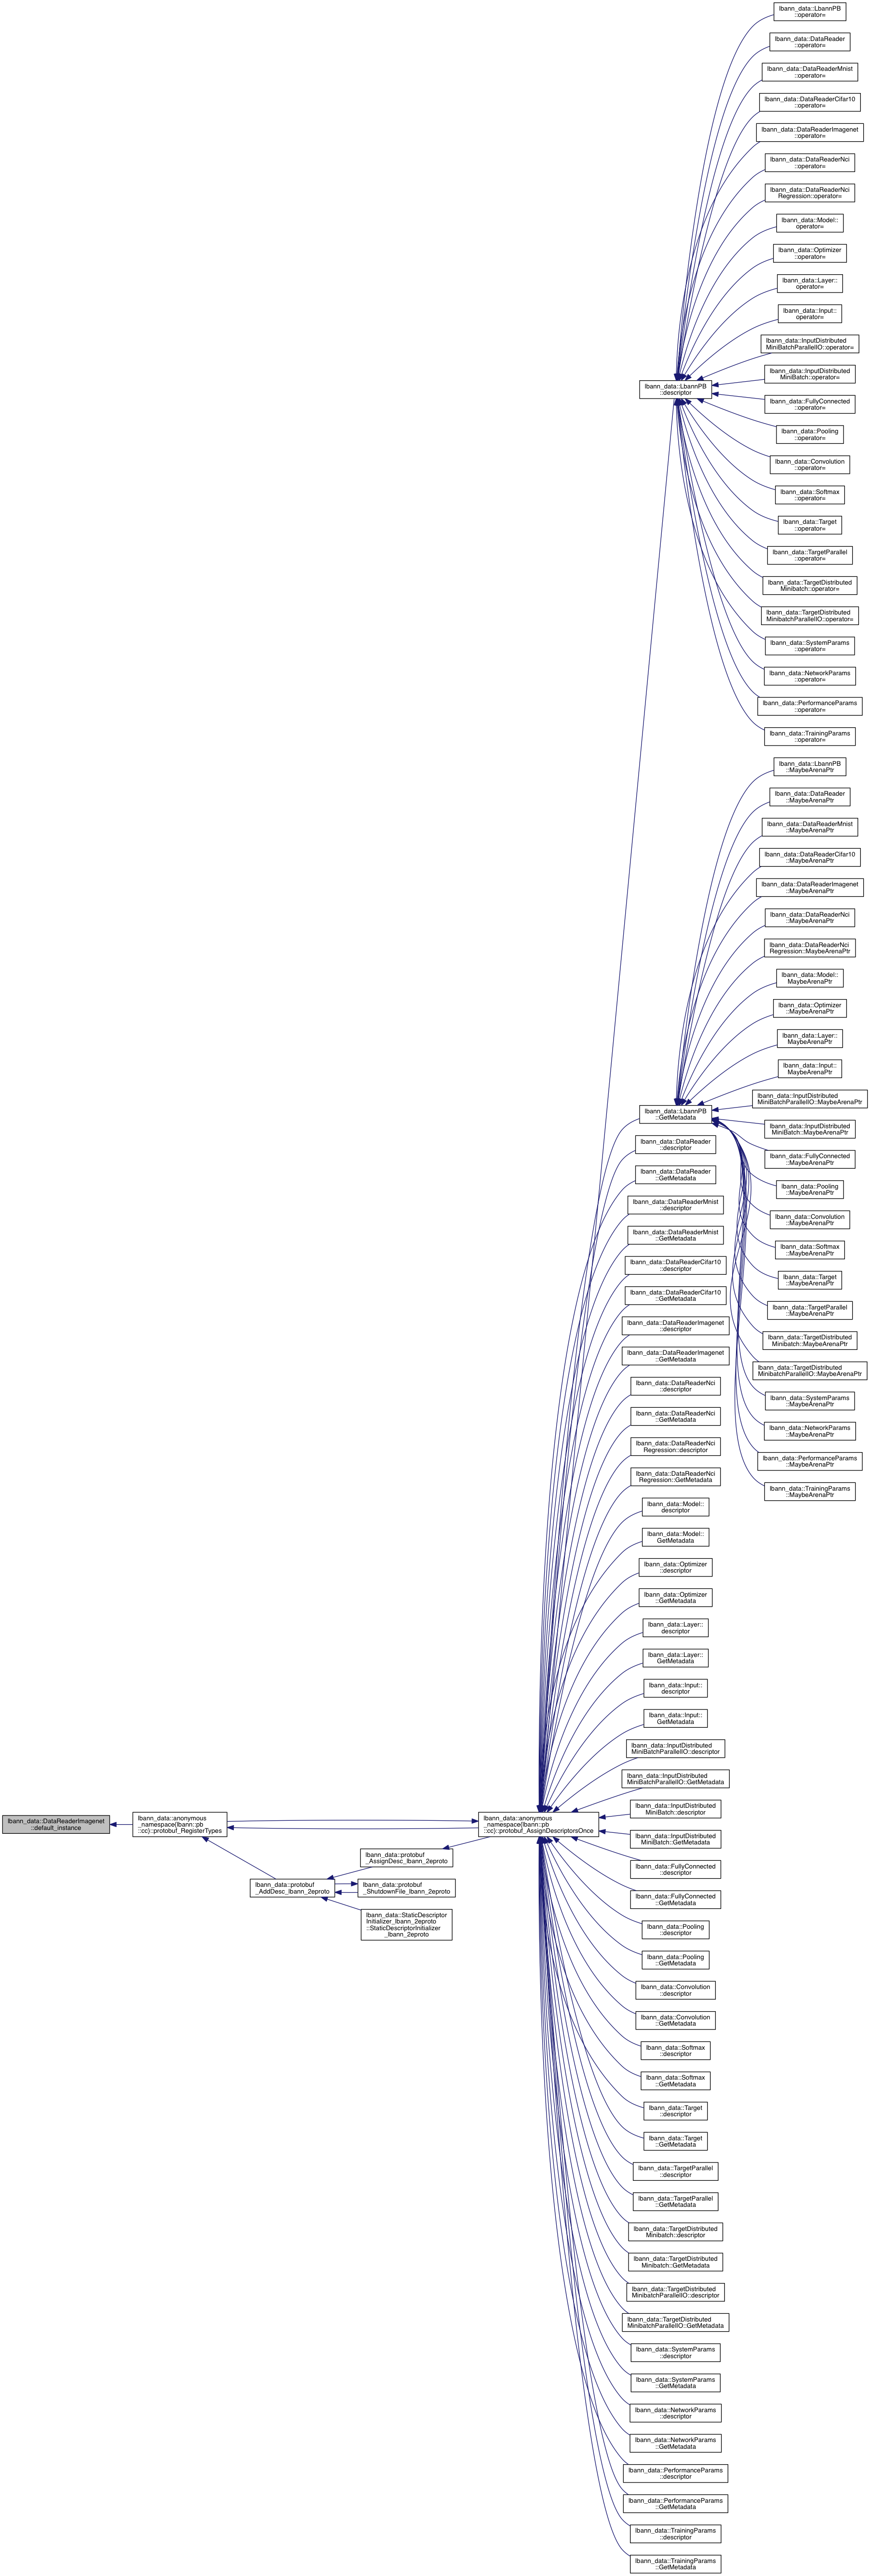 lbann_data::LbannPB
::operator=
lbann_data::DataReader
::operator=
lbann_data::DataReaderMnist
::operator=
lbann_data::DataReaderCifar10
::operator=
lbann_data::DataReaderImagenet
::operator=
lbann_data::DataReaderNci
::operator=
lbann_data::DataReaderNci
Regression::operator=
lbann_data::Model::
operator=
lbann_data::Optimizer
::operator=
lbann_data::Layer::
operator=
lbann_data::Input::
operator=
lbann_data::InputDistributed
MiniBatchParallelIO::operator=
lbann_data::InputDistributed
MiniBatch::operator=
lbann_data::LbannPB
::descriptor
lbann_data::FullyConnected
::operator=
lbann_data::Pooling
::operator=
lbann_data::Convolution
::operator=
lbann_data::Softmax
::operator=
lbann_data::Target
::operator=
lbann_data::TargetParallel
::operator=
lbann_data::TargetDistributed
Minibatch::operator=
lbann_data::TargetDistributed
MinibatchParallelIO::operator=
lbann_data::SystemParams
::operator=
lbann_data::NetworkParams
::operator=
lbann_data::PerformanceParams
::operator=
lbann_data::TrainingParams
::operator=
lbann_data::LbannPB
::MaybeArenaPtr
lbann_data::DataReader
::MaybeArenaPtr
lbann_data::DataReaderMnist
::MaybeArenaPtr
lbann_data::DataReaderCifar10
::MaybeArenaPtr
lbann_data::DataReaderImagenet
::MaybeArenaPtr
lbann_data::DataReaderNci
::MaybeArenaPtr
lbann_data::DataReaderNci
Regression::MaybeArenaPtr
lbann_data::Model::
MaybeArenaPtr
lbann_data::Optimizer
::MaybeArenaPtr
lbann_data::Layer::
MaybeArenaPtr
lbann_data::Input::
MaybeArenaPtr
lbann_data::InputDistributed
MiniBatchParallelIO::MaybeArenaPtr
lbann_data::LbannPB
::GetMetadata
lbann_data::InputDistributed
MiniBatch::MaybeArenaPtr
lbann_data::FullyConnected
::MaybeArenaPtr
lbann_data::Pooling
::MaybeArenaPtr
lbann_data::Convolution
::MaybeArenaPtr
lbann_data::Softmax
::MaybeArenaPtr
lbann_data::Target
::MaybeArenaPtr
lbann_data::TargetParallel
::MaybeArenaPtr
lbann_data::TargetDistributed
Minibatch::MaybeArenaPtr
lbann_data::TargetDistributed
MinibatchParallelIO::MaybeArenaPtr
lbann_data::SystemParams
::MaybeArenaPtr
lbann_data::NetworkParams
::MaybeArenaPtr
lbann_data::PerformanceParams
::MaybeArenaPtr
lbann_data::TrainingParams
::MaybeArenaPtr
lbann_data::DataReader
::descriptor
lbann_data::DataReader
::GetMetadata
lbann_data::DataReaderMnist
::descriptor
lbann_data::DataReaderMnist
::GetMetadata
lbann_data::DataReaderCifar10
::descriptor
lbann_data::DataReaderCifar10
::GetMetadata
lbann_data::DataReaderImagenet
::descriptor
lbann_data::DataReaderImagenet
::GetMetadata
lbann_data::DataReaderNci
::descriptor
lbann_data::DataReaderNci
::GetMetadata
lbann_data::DataReaderNci
Regression::descriptor
lbann_data::DataReaderNci
Regression::GetMetadata
lbann_data::Model::
descriptor
lbann_data::Model::
GetMetadata
lbann_data::Optimizer
::descriptor
lbann_data::Optimizer
::GetMetadata
lbann_data::Layer::
descriptor
lbann_data::Layer::
GetMetadata
lbann_data::Input::
descriptor
lbann_data::Input::
GetMetadata
lbann_data::InputDistributed
MiniBatchParallelIO::descriptor
lbann_data::InputDistributed
MiniBatchParallelIO::GetMetadata
lbann_data::InputDistributed
MiniBatch::descriptor
lbann_data::DataReaderImagenet
::default_instance
lbann_data::anonymous
_namespace{lbann::pb
::cc}::protobuf_RegisterTypes
lbann_data::anonymous
_namespace{lbann::pb
::cc}::protobuf_AssignDescriptorsOnce
lbann_data::InputDistributed
MiniBatch::GetMetadata
lbann_data::protobuf
_AssignDesc_lbann_2eproto
lbann_data::FullyConnected
::descriptor
lbann_data::protobuf
_AddDesc_lbann_2eproto
lbann_data::protobuf
_ShutdownFile_lbann_2eproto
lbann_data::FullyConnected
::GetMetadata
lbann_data::StaticDescriptor
Initializer_lbann_2eproto
::StaticDescriptorInitializer
_lbann_2eproto
lbann_data::Pooling
::descriptor
lbann_data::Pooling
::GetMetadata
lbann_data::Convolution
::descriptor
lbann_data::Convolution
::GetMetadata
lbann_data::Softmax
::descriptor
lbann_data::Softmax
::GetMetadata
lbann_data::Target
::descriptor
lbann_data::Target
::GetMetadata
lbann_data::TargetParallel
::descriptor
lbann_data::TargetParallel
::GetMetadata
lbann_data::TargetDistributed
Minibatch::descriptor
lbann_data::TargetDistributed
Minibatch::GetMetadata
lbann_data::TargetDistributed
MinibatchParallelIO::descriptor
lbann_data::TargetDistributed
MinibatchParallelIO::GetMetadata
lbann_data::SystemParams
::descriptor
lbann_data::SystemParams
::GetMetadata
lbann_data::NetworkParams
::descriptor
lbann_data::NetworkParams
::GetMetadata
lbann_data::PerformanceParams
::descriptor
lbann_data::PerformanceParams
::GetMetadata
lbann_data::TrainingParams
::descriptor
lbann_data::TrainingParams
::GetMetadata